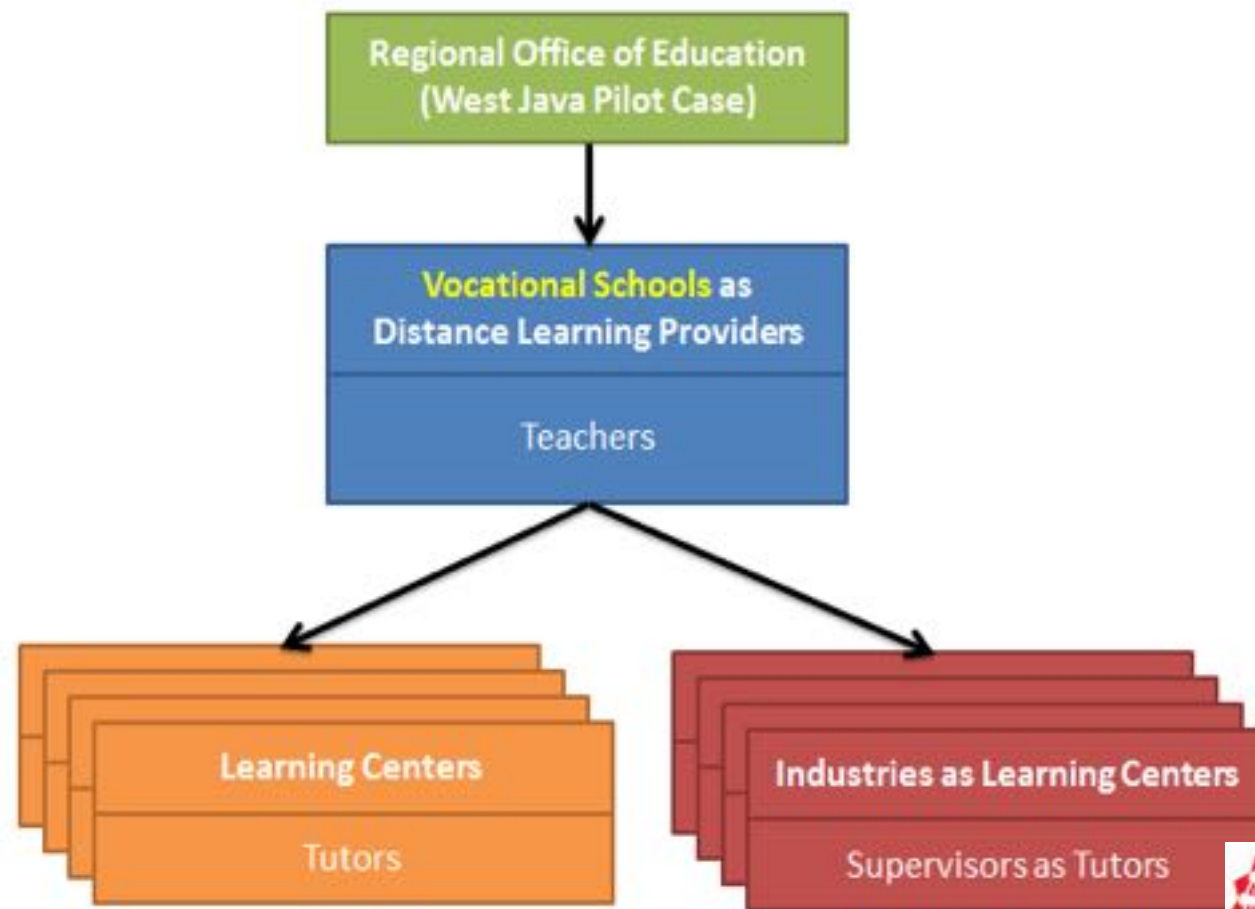 Regional Office of Education
(West Java Pilot Case)
Vocational Schools as
Distance Learning Providers
Teachers
Learning Centers
Tutors
Industries as Learning Centers
Supervisors as Tutors